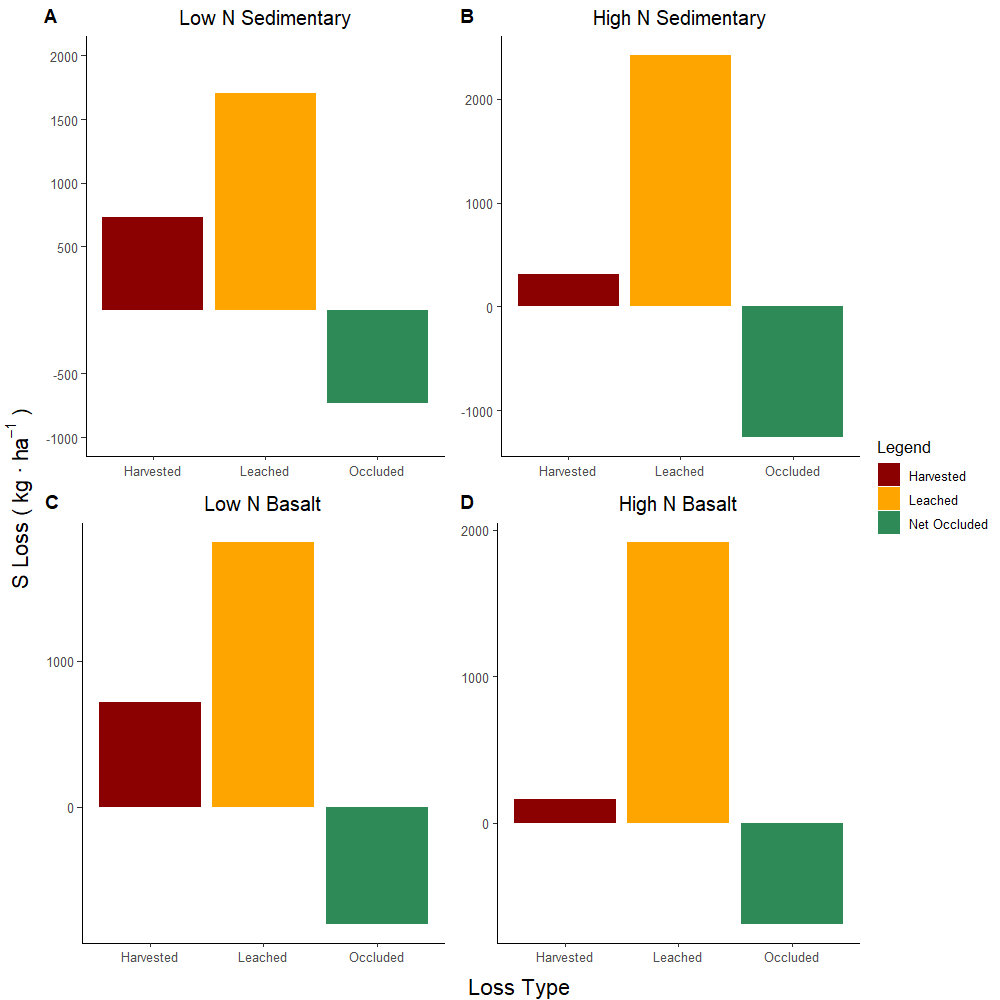 A Low N Sedimentary
2000
1500
1000
500
-500
-1000
Harvested Leached Occluded
B High N Sedimentary
2000
1000
0
-1000
Harvested Leached Occluded
C Low N Basalt
1000
0
Harvested Leached Occluded
D High N Basalt
2000
1000
0
Harvested Leached Occluded
S Loss ( kg · ha⁻¹ )
Loss Type
Legend
Harvested
Leached
Net Occluded